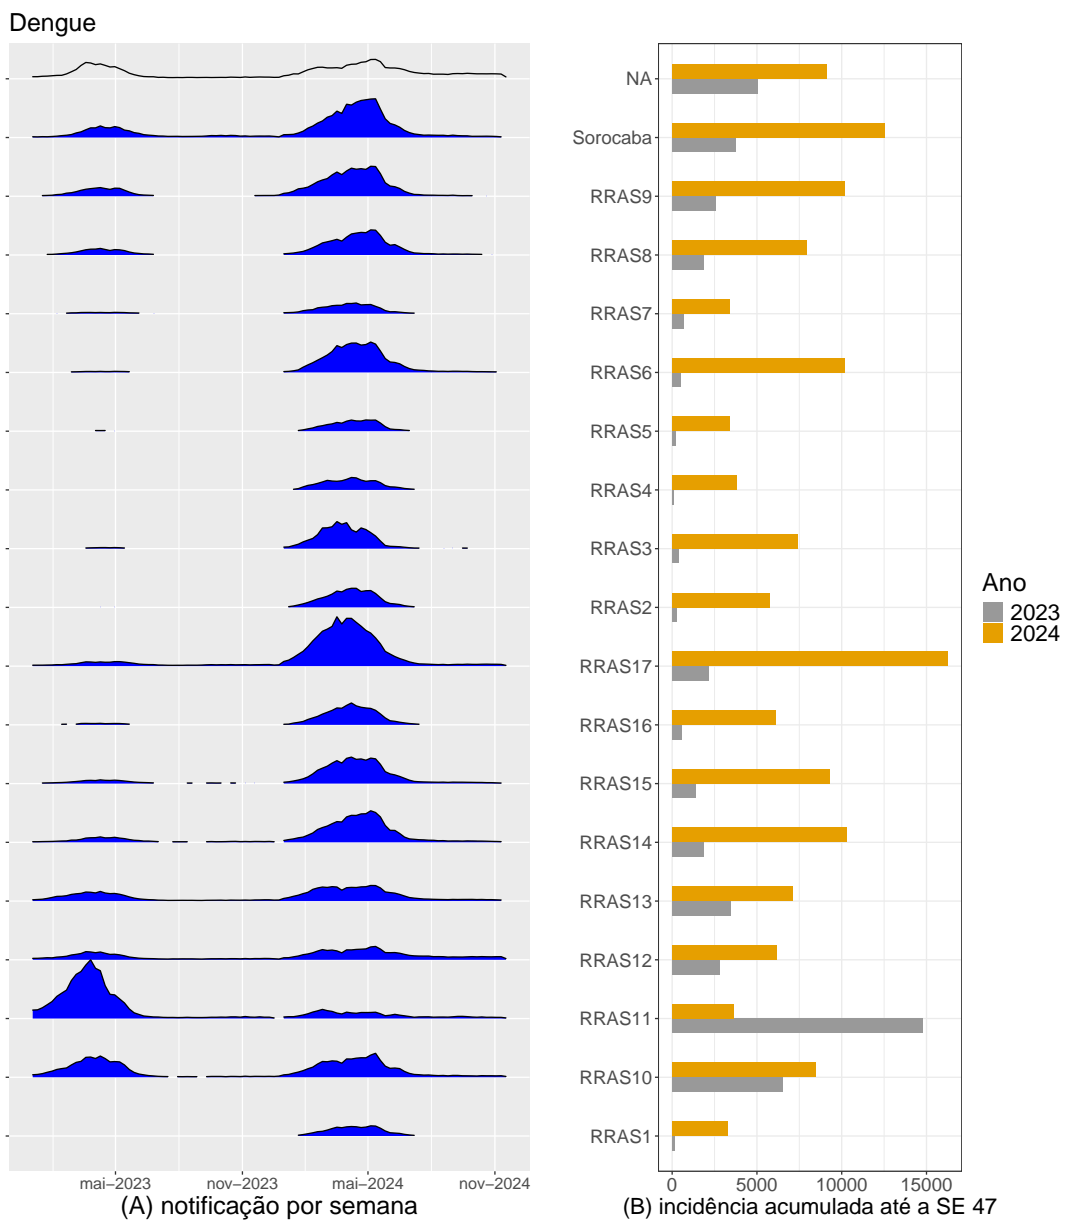 Dengue
NA
Sorocaba
RRAS9
RRAS8
RRAS7
RRAS6
RRAS5
RRAS4
RRAS3
RRAS2
RRAS17
RRAS16
RRAS15
RRAS14
RRAS13
RRAS12
RRAS11
RRAS10
RRAS1
Ano
2023
2024
mai–2023 nov–2023 mai–2024 nov–2024
0 5000 10000 15000
(A) notificação por semana
(B) incidência acumulada até a SE 47